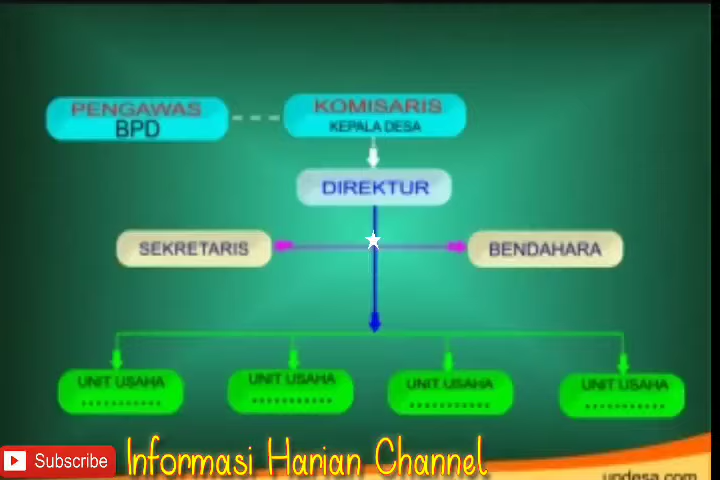 PENGAWAS
BPD
KOMISARIS
KEPALA DESA
DIREKTUR
SEKRETARIS
BENDAHARA
UNIT USAHA
...........
UNIT USAHA
...........
UNIT USAHA
...........
UNIT USAHA
...........
Subscribe
Informasi Harian Channel
updesa.com